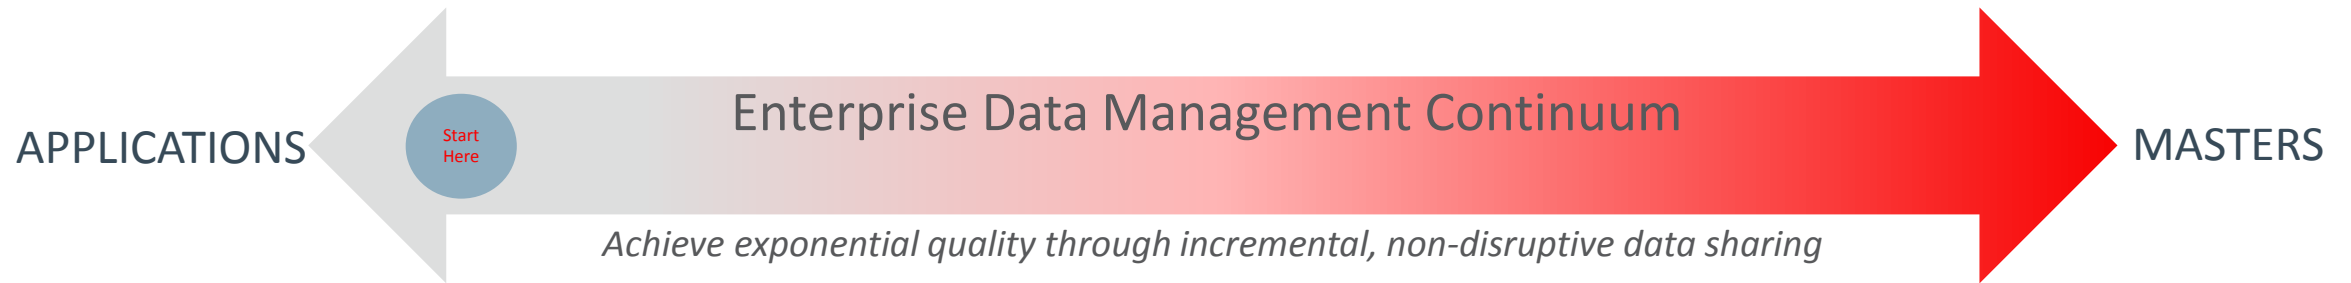 Enterprise Data Management Continuum
APPLICATIONS
Start
Here
MASTERS
Achieve exponential quality through incremental, non-disruptive data sharing